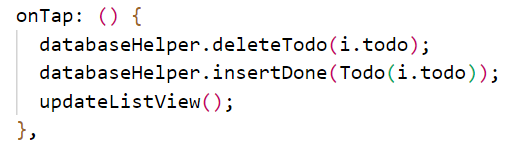 onTap: () {
  databaseHelper.deleteTodo(i.todo);
  databaseHelper.insertDone(Todo(i.todo));
  updateListView();
},